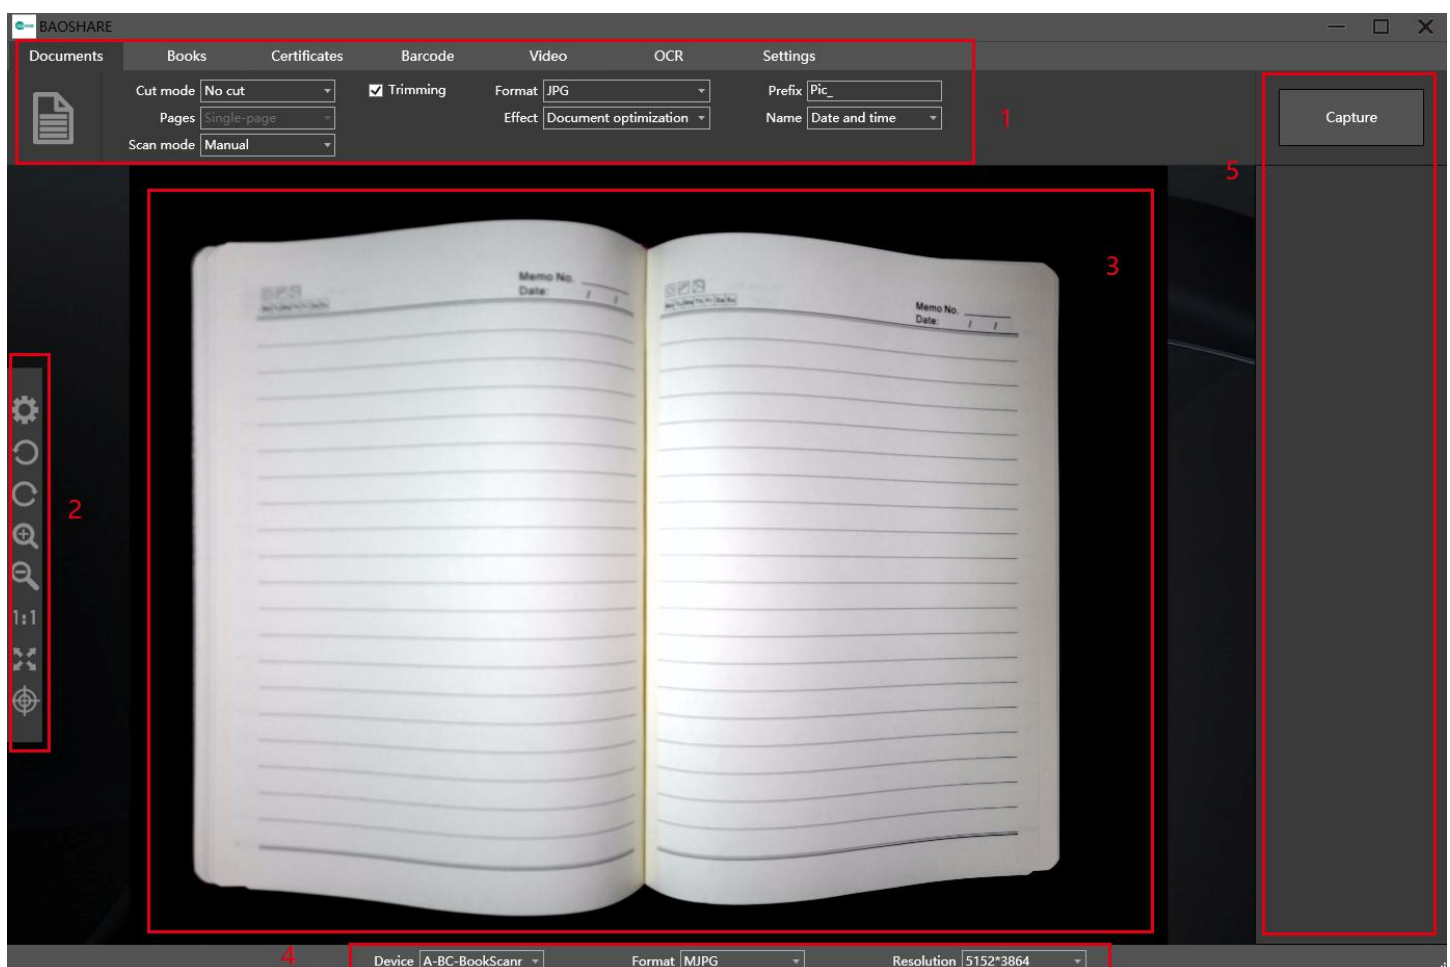 BAOSHARE
Documents Books Certificates Barcode Video OCR Settings
Cut mode No cut Trimming Format JPG Prefix Pic_
Pages Single-page Effect Document optimization Name Date and time
Scan mode Manual
Capture
1
5
3
Memo No.
Date: / /
Memo No.
Date: / /
2
1:1
4
Device A-BC-BookScanr Format MJPG Resolution 5152*3864